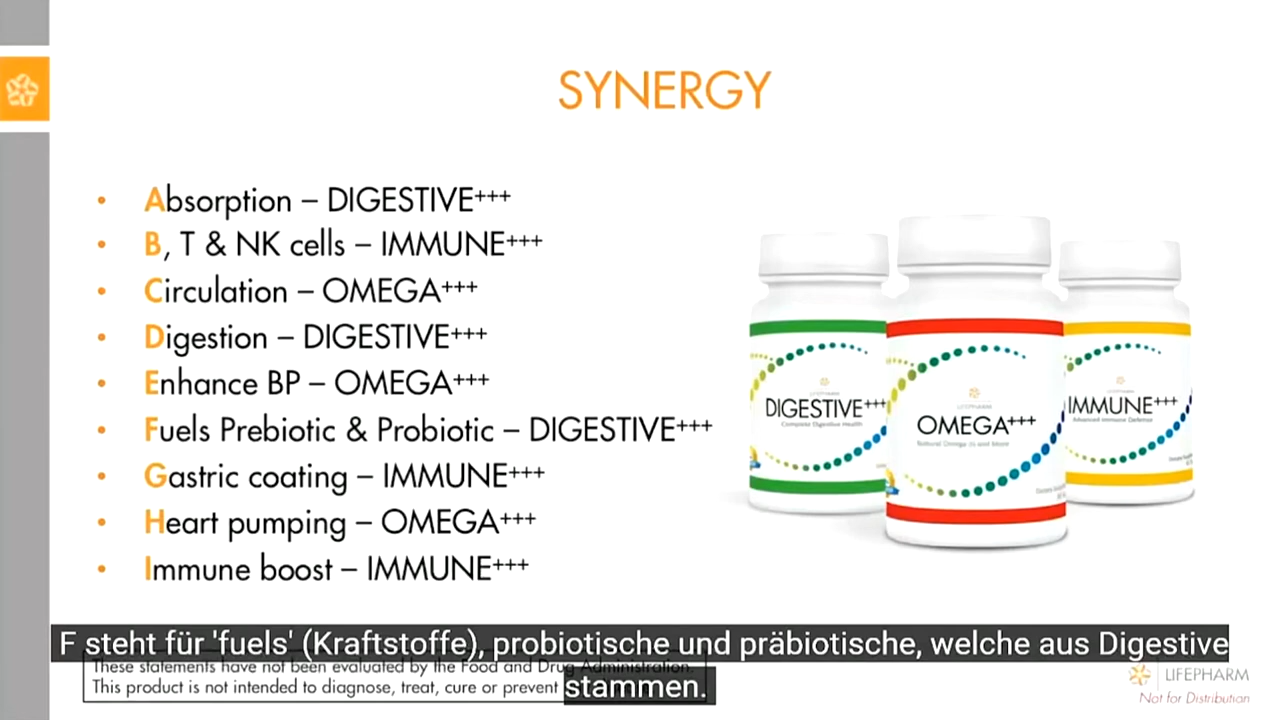 SYNERGY
• Absorption – DIGESTIVE+++
• B, T & NK cells – IMMUNE+++
• Circulation – OMEGA+++
• Digestion – DIGESTIVE+++
• Enhance BP – OMEGA+++
• Fuels Prebiotic & Probiotic – DIGESTIVE+++
• Gastric coating – IMMUNE+++
• Heart pumping – OMEGA+++
• Immune boost – IMMUNE+++
LIFEPHARM
DIGESTIVE+++
Complete Digestive Health
LIFEPHARM
OMEGA+++
Natural Omega 3s and More
LIFEPHARM
IMMUNE+++
Advanced Immune Defense
F steht für 'fuels' (Kraftstoffe), probiotische und präbiotische, welche aus Digestive
stammen.
These statements have not been evaluated by the Food and Drug Administration.
This product is not intended to diagnose, treat, cure or prevent
LIFEPHARM
Not for Distribution